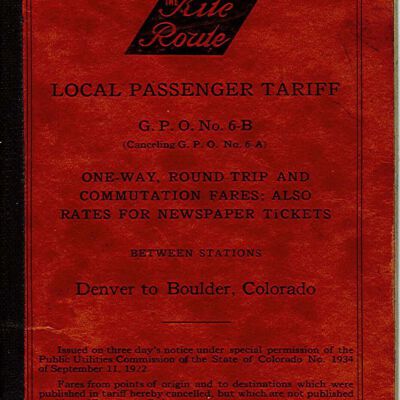 THE
Kite
Route
LOCAL PASSENGER TARIFF
G. P. O. No. 6-B
(Canceling G. P. O. No. 6-A)
ONE-WAY, ROUND TRIP AND
COMMUTATION FARES; ALSO
RATES FOR NEWSPAPER TICKETS
BETWEEN STATIONS
Denver to Boulder, Colorado
Issued on three day's notice under special permission of the
Public Utilities Commission of the State of Colorado No. 1934
of September 11, 1922.
Fares from points of origin and to destinations which were
published in tariff hereby cancelled, but which are not published